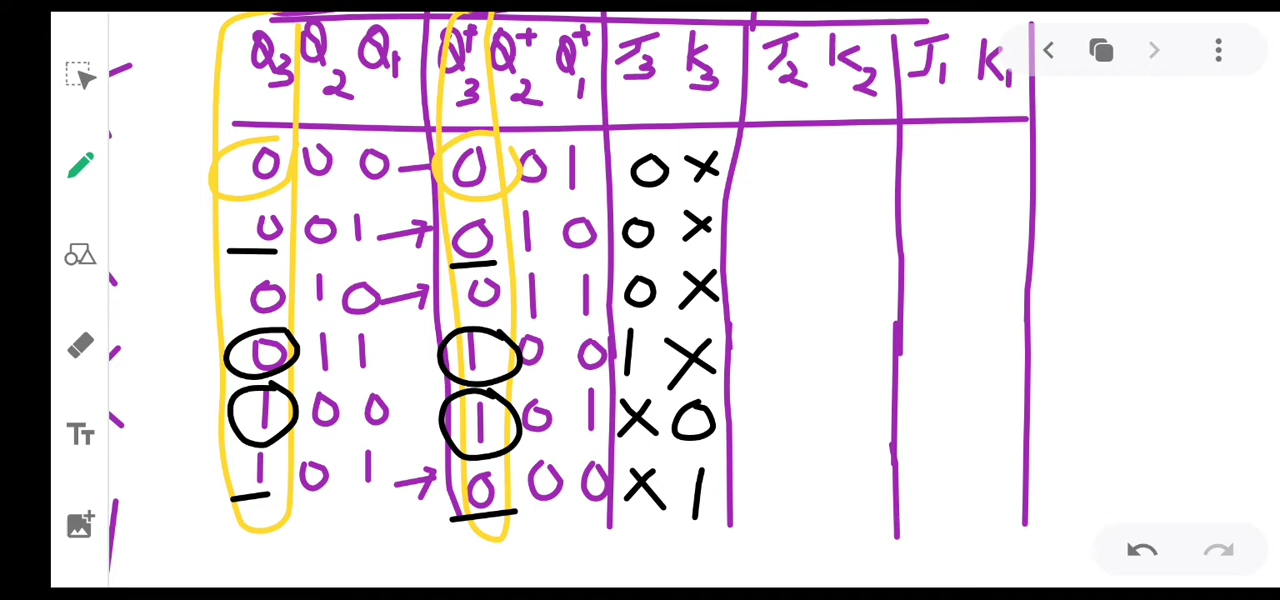 Q3 Q2 Q1 Q3+ Q2+ Q1+ J3 K3 J2 K2 J1 K1
0 0 0 → 0 0 1 0 X
0 0 1 → 0 1 0 0 X
0 1 0 → 0 1 1 0 X
0 1 1 1 0 0 1 X
1 0 0 1 0 1 X 0
1 0 1 → 0 0 0 X 1
Tт